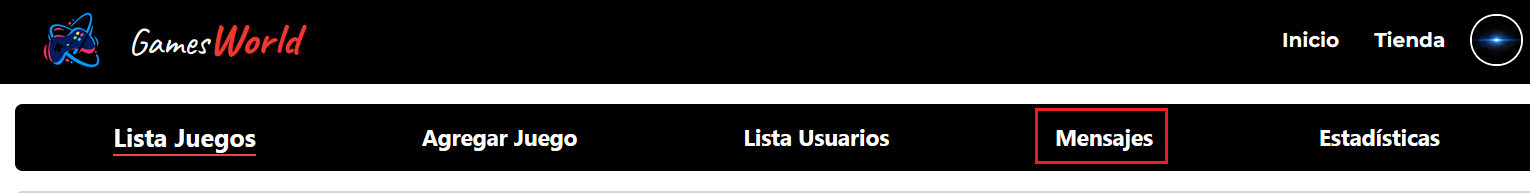 GamesWorld Inicio Tienda
Lista Juegos Agregar Juego Lista Usuarios Mensajes Estadísticas